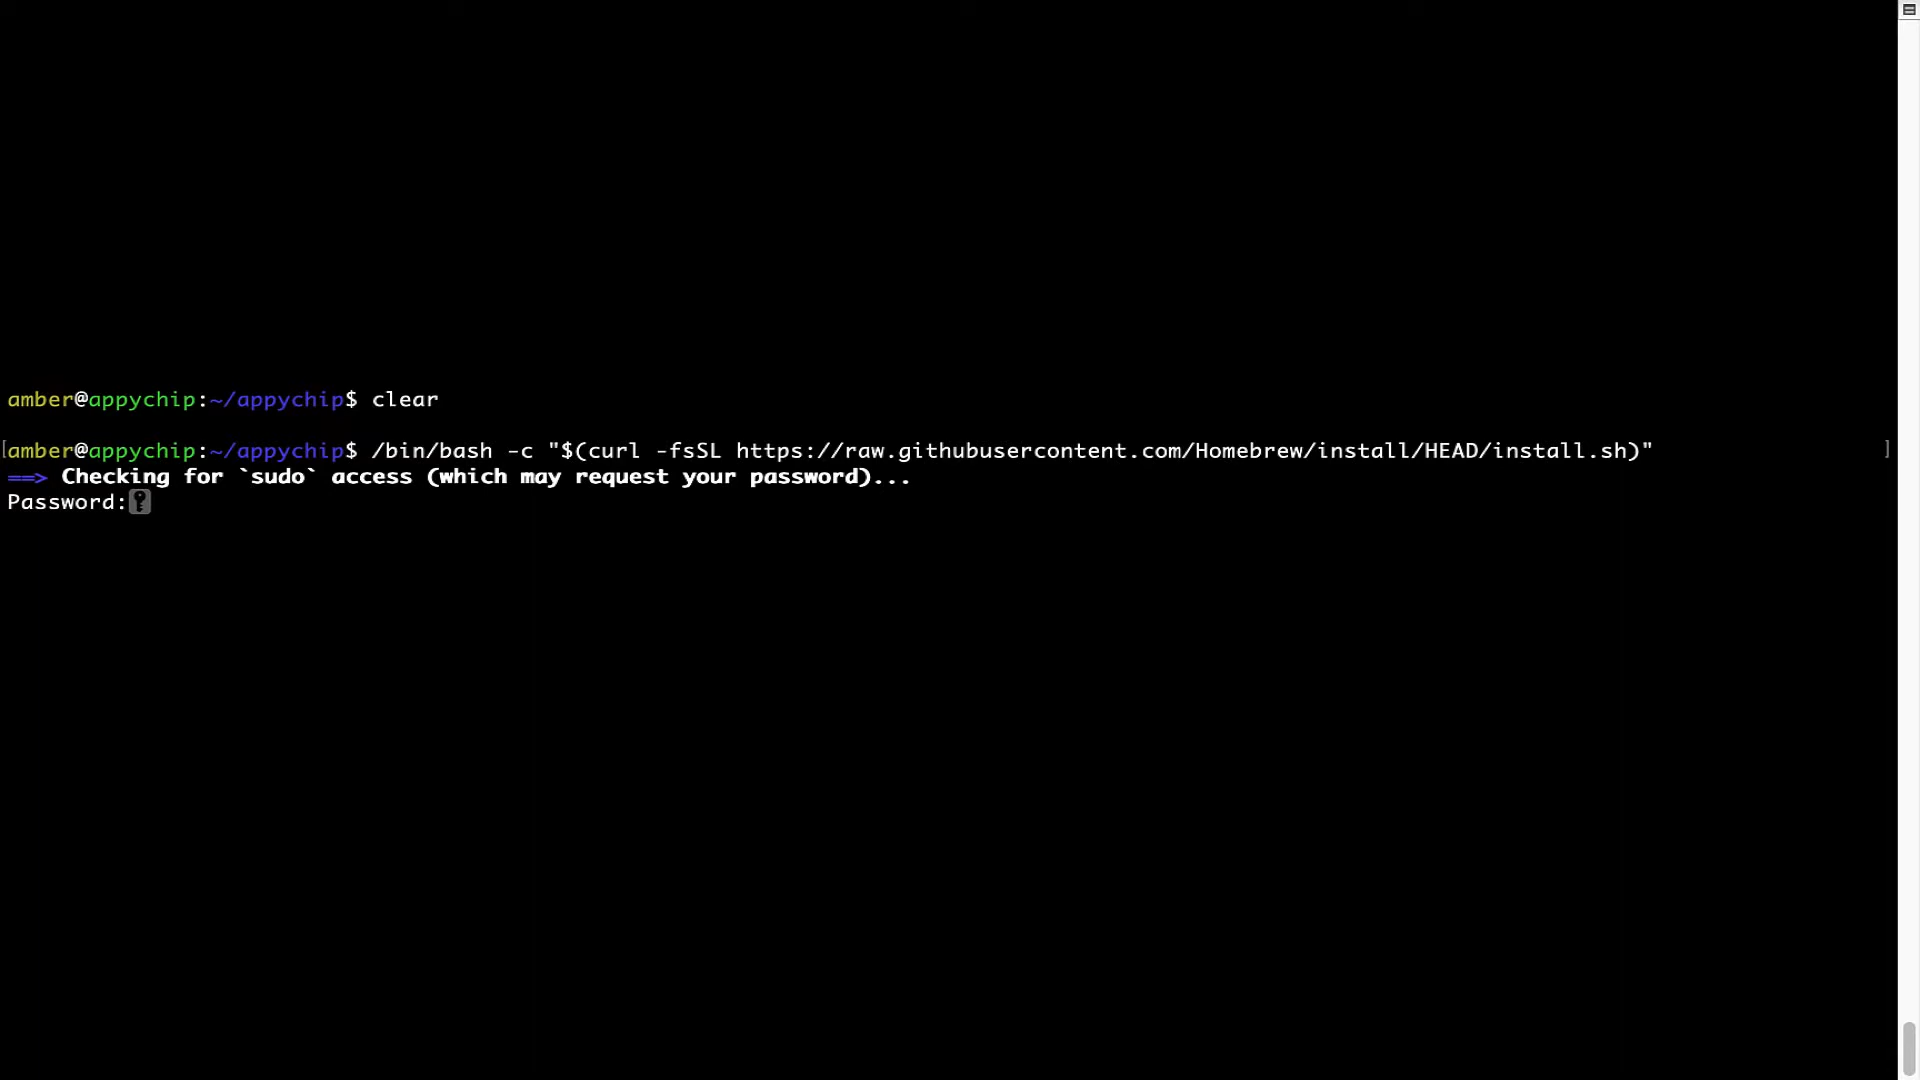 amber@appychip:~/appychip$ clear
[amber@appychip:~/appychip$ /bin/bash -c "$(curl -fsSL https://raw.githubusercontent.com/Homebrew/install/HEAD/install.sh)" ]
==> Checking for `sudo` access (which may request your password)...
Password: